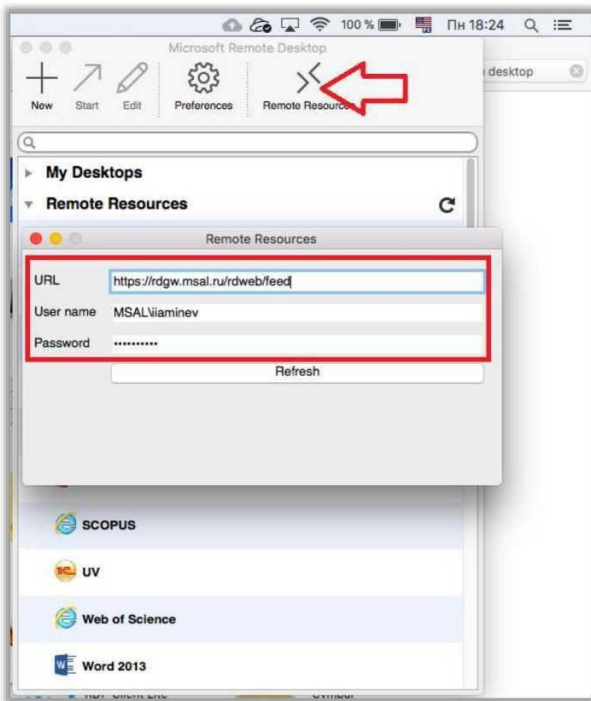 100 % Пн 18:24
Microsoft Remote Desktop
desktop
New Start Edit Preferences Remote Resources
My Desktops
Remote Resources
Remote Resources
URL https://rdgw.msal.ru/rdweb/feed
User name MSAL\iiaminev
Password ••••••••••
Refresh
SCOPUS
UV
Web of Science
Word 2013